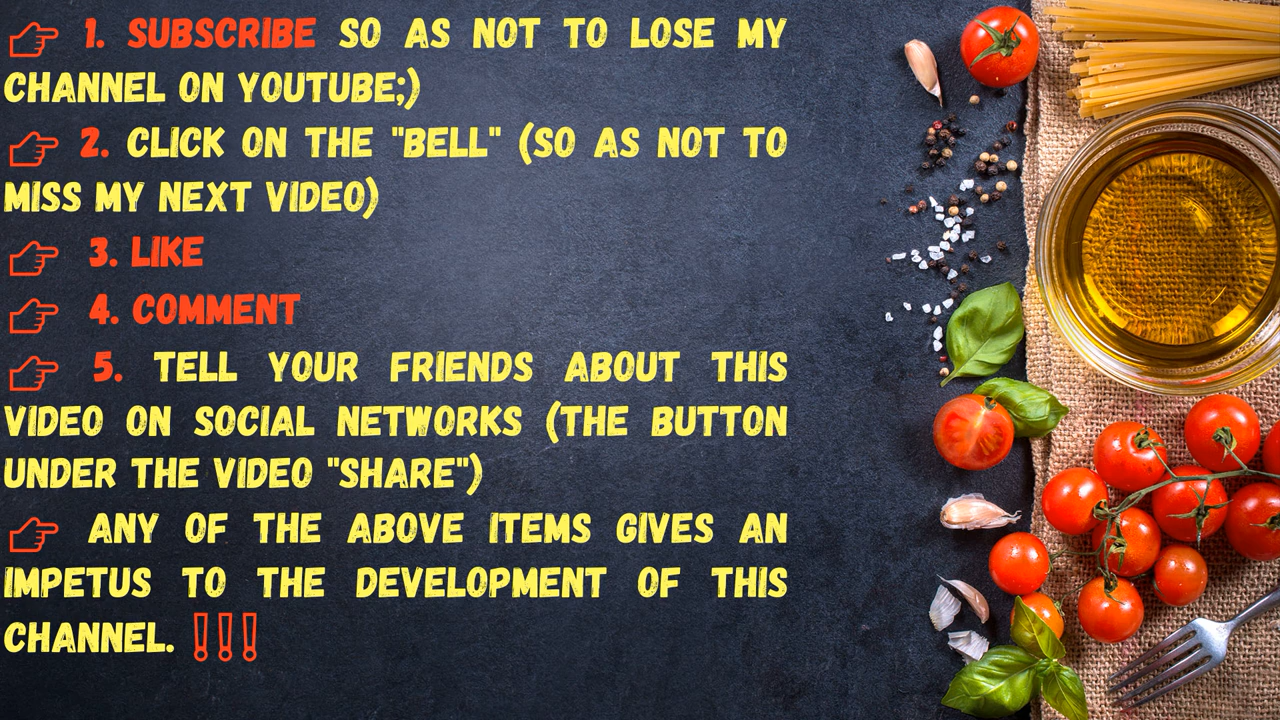 👉 1. SUBSCRIBE SO AS NOT TO LOSE MY
CHANNEL ON YOUTUBE;)
👉 2. CLICK ON THE "BELL" (SO AS NOT TO
MISS MY NEXT VIDEO)
👉 3. LIKE
👉 4. COMMENT
👉 5. TELL YOUR FRIENDS ABOUT THIS
VIDEO ON SOCIAL NETWORKS (THE BUTTON
UNDER THE VIDEO "SHARE")
👉 ANY OF THE ABOVE ITEMS GIVES AN
IMPETUS TO THE DEVELOPMENT OF THIS
CHANNEL. ❗❗❗